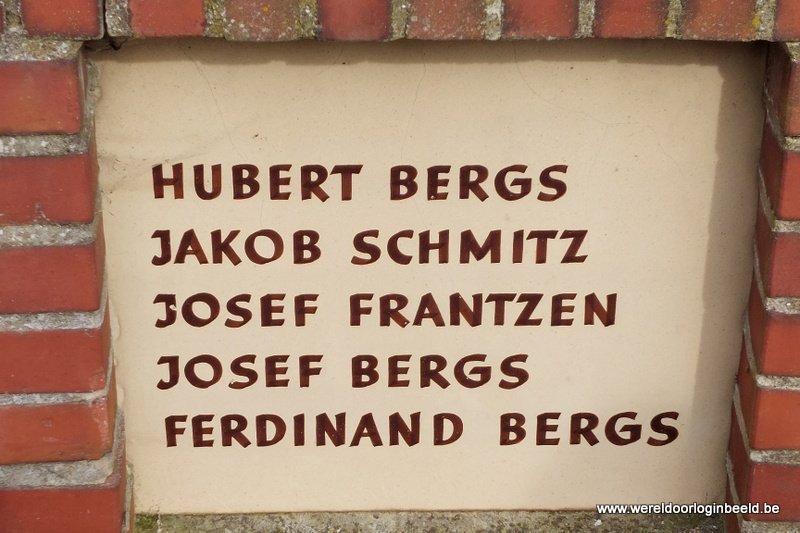 HUBERT BERGS
JAKOB SCHMITZ
JOSEF FRANTZEN
JOSEF BERGS
FERDINAND BERGS
www.wereldoorloginbeeld.be